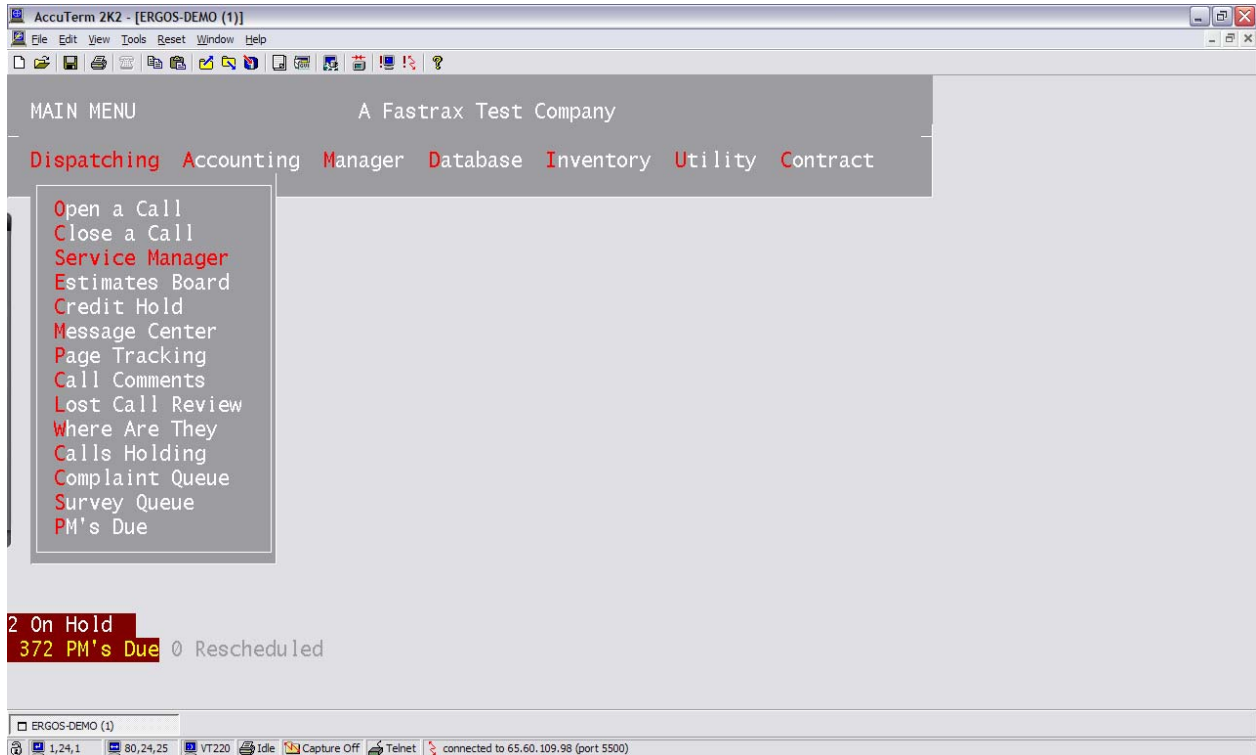 AccuTerm 2K2 - [ERGOS-DEMO (1)]
File Edit View Tools Reset Window Help
MAIN MENU A Fastrax Test Company
Dispatching Accounting Manager Database Inventory Utility Contract
Open a Call
Close a Call
Service Manager
Estimates Board
Credit Hold
Message Center
Page Tracking
Call Comments
Lost Call Review
Where Are They
Calls Holding
Complaint Queue
Survey Queue
PM's Due
2 On Hold
372 PM's Due 0 Rescheduled
ERGOS-DEMO (1)
1,24,1 80,24,25 VT220 Idle Capture Off Telnet connected to 65.60.109.98 (port 5500)